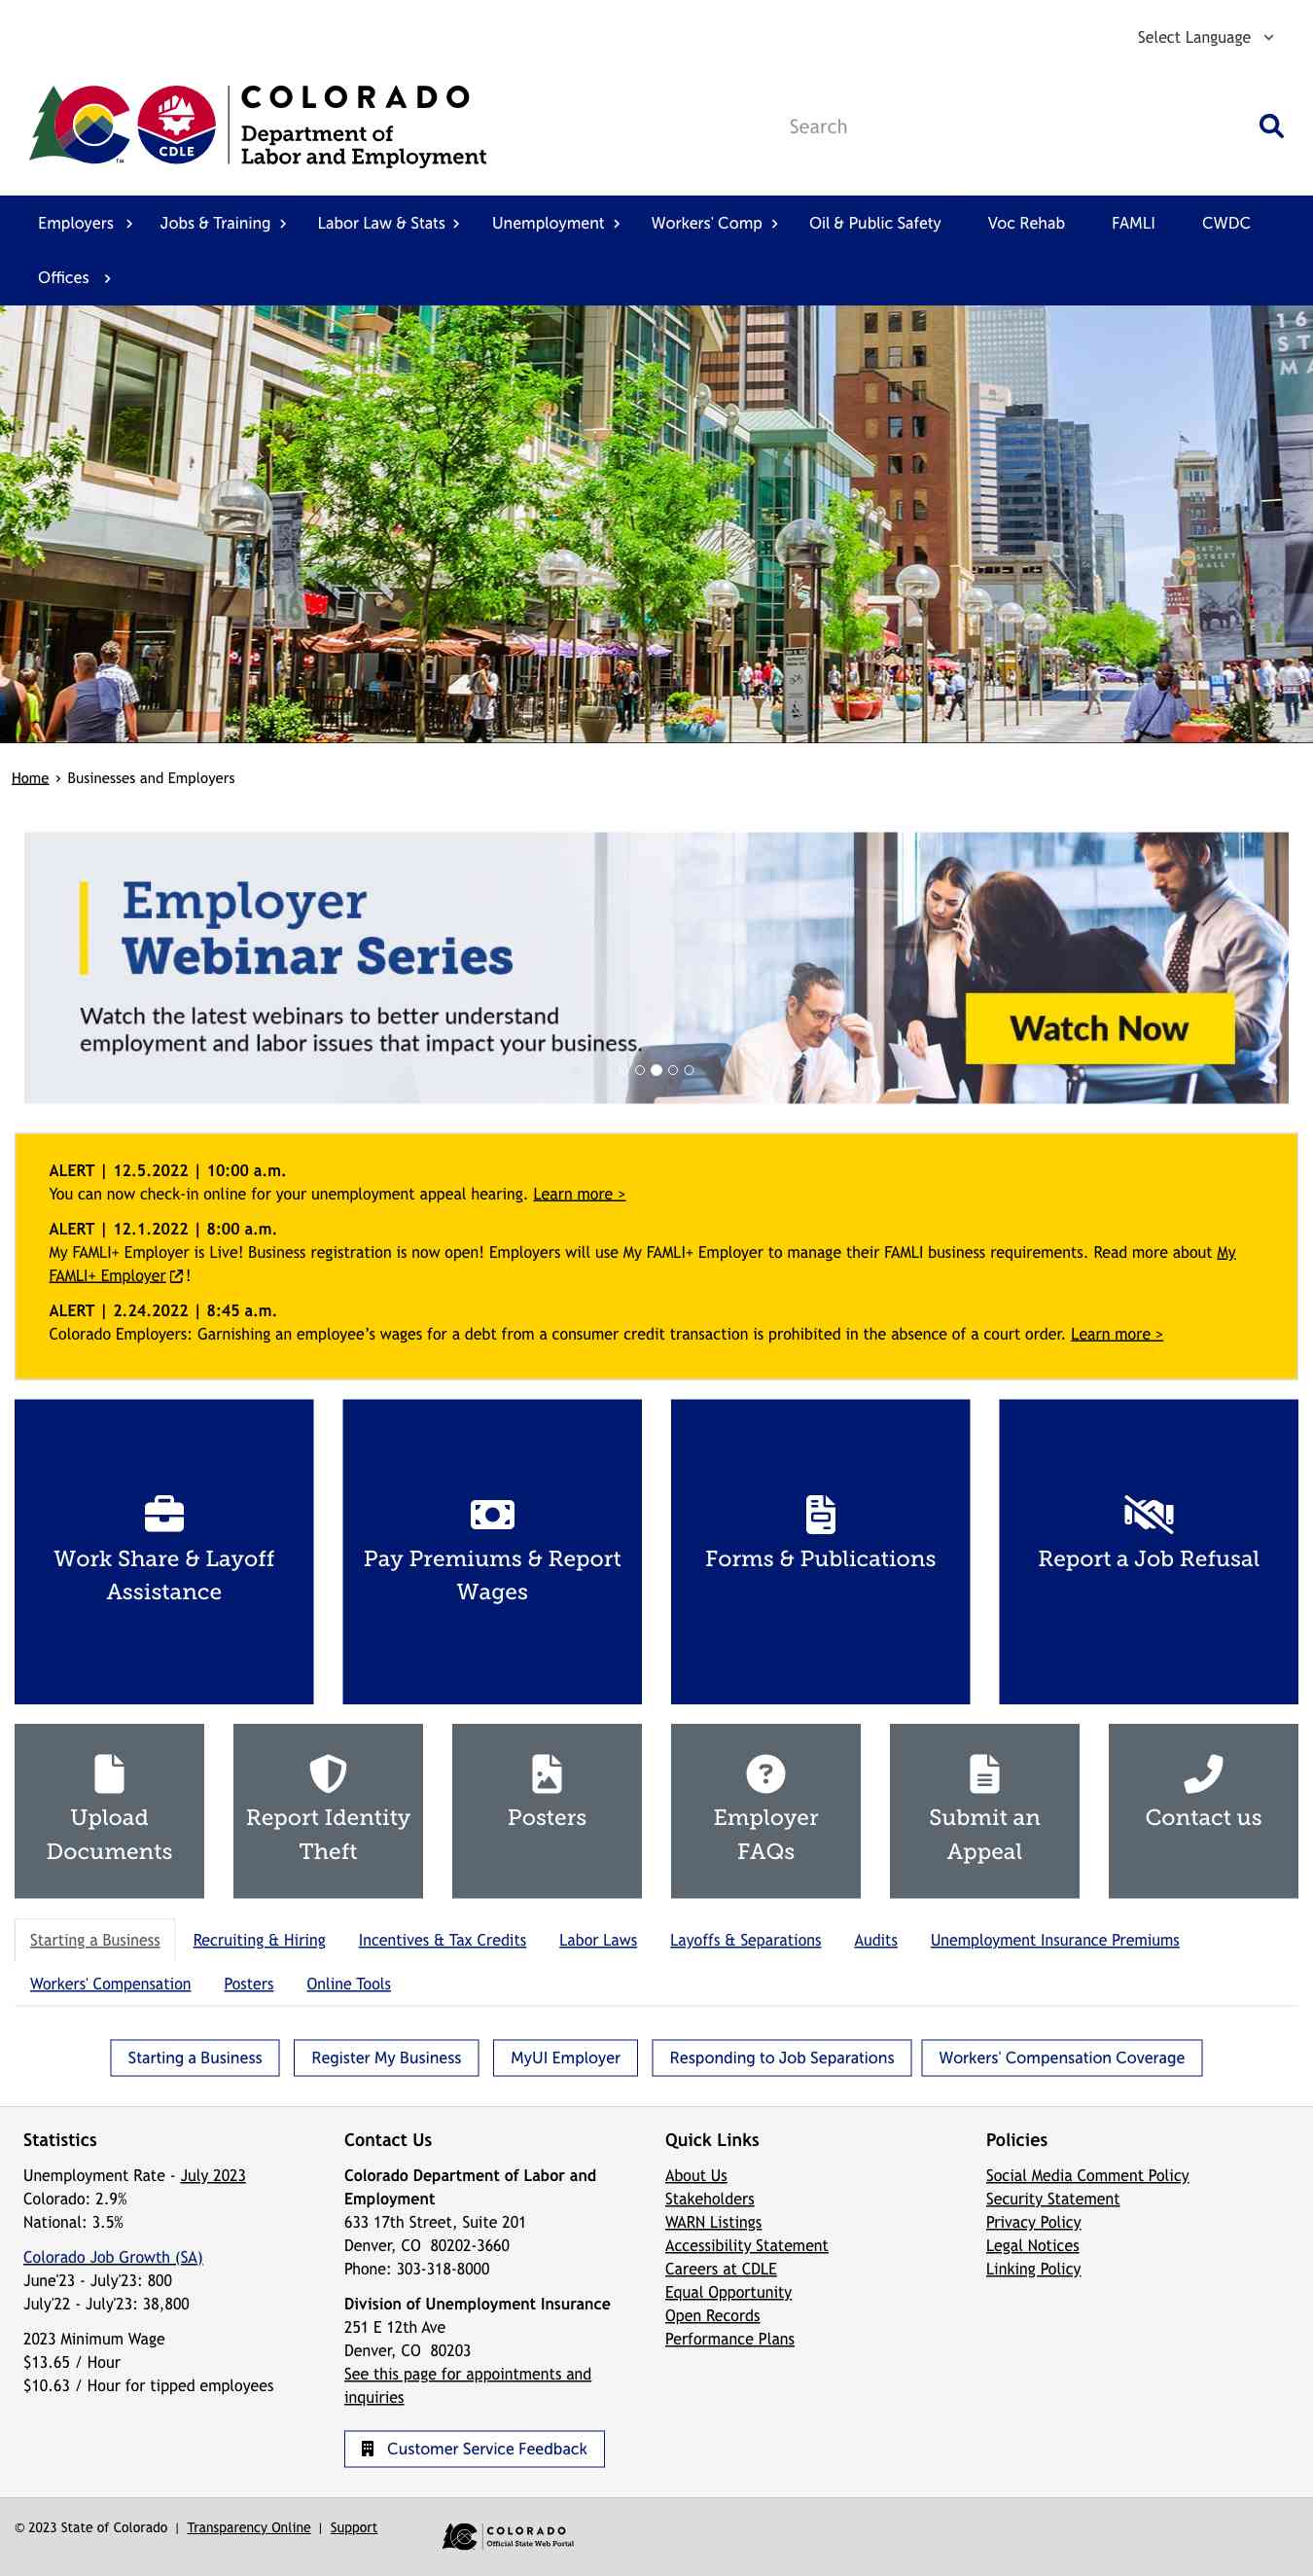 Select Language
COLORADO
Department of
Labor and Employment
CDLE
TM
Search
Employers
Jobs & Training
Labor Law & Stats
Unemployment
Workers' Comp
Oil & Public Safety
Voc Rehab
FAMLI
CWDC
Offices
16
ST
MA
16TH STREET
MALL
16
Home > Businesses and Employers
Employer
Webinar Series
Watch the latest webinars to better understand
employment and labor issues that impact your business.
Watch Now
ALERT | 12.5.2022 | 10:00 a.m.
You can now check-in online for your unemployment appeal hearing. Learn more >
ALERT | 12.1.2022 | 8:00 a.m.
My FAMLI+ Employer is Live! Business registration is now open! Employers will use My FAMLI+ Employer to manage their FAMLI business requirements. Read more about My
FAMLI+ Employer !
ALERT | 2.24.2022 | 8:45 a.m.
Colorado Employers: Garnishing an employee’s wages for a debt from a consumer credit transaction is prohibited in the absence of a court order. Learn more >
Work Share & Layoff
Assistance
Pay Premiums & Report
Wages
Forms & Publications
Report a Job Refusal
Upload
Documents
Report Identity
Theft
Posters
Employer
FAQs
Submit an
Appeal
Contact us
Starting a Business
Recruiting & Hiring
Incentives & Tax Credits
Labor Laws
Layoffs & Separations
Audits
Unemployment Insurance Premiums
Workers' Compensation
Posters
Online Tools
Starting a Business
Register My Business
MyUI Employer
Responding to Job Separations
Workers' Compensation Coverage
Statistics
Unemployment Rate - July 2023
Colorado: 2.9%
National: 3.5%
Colorado Job Growth (SA)
June'23 - July'23: 800
July'22 - July'23: 38,800
2023 Minimum Wage
$13.65 / Hour
$10.63 / Hour for tipped employees
Contact Us
Colorado Department of Labor and
Employment
633 17th Street, Suite 201
Denver, CO  80202-3660
Phone: 303-318-8000
Division of Unemployment Insurance
251 E 12th Ave
Denver, CO  80203
See this page for appointments and
inquiries
Customer Service Feedback
Quick Links
About Us
Stakeholders
WARN Listings
Accessibility Statement
Careers at CDLE
Equal Opportunity
Open Records
Performance Plans
Policies
Social Media Comment Policy
Security Statement
Privacy Policy
Legal Notices
Linking Policy
© 2023 State of Colorado | Transparency Online | Support
COLORADO
Official State Web Portal